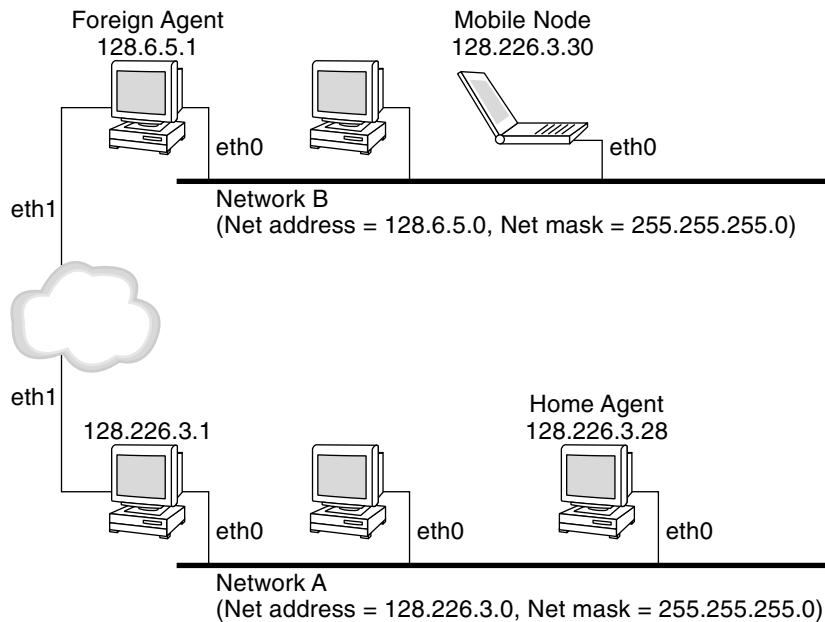 Foreign Agent
128.6.5.1
Mobile Node
128.226.3.30
eth0
eth0
eth1
Network B
(Net address = 128.6.5.0, Net mask = 255.255.255.0)
eth1
128.226.3.1
Home Agent
128.226.3.28
eth0
eth0
eth0
Network A
(Net address = 128.226.3.0, Net mask = 255.255.255.0)